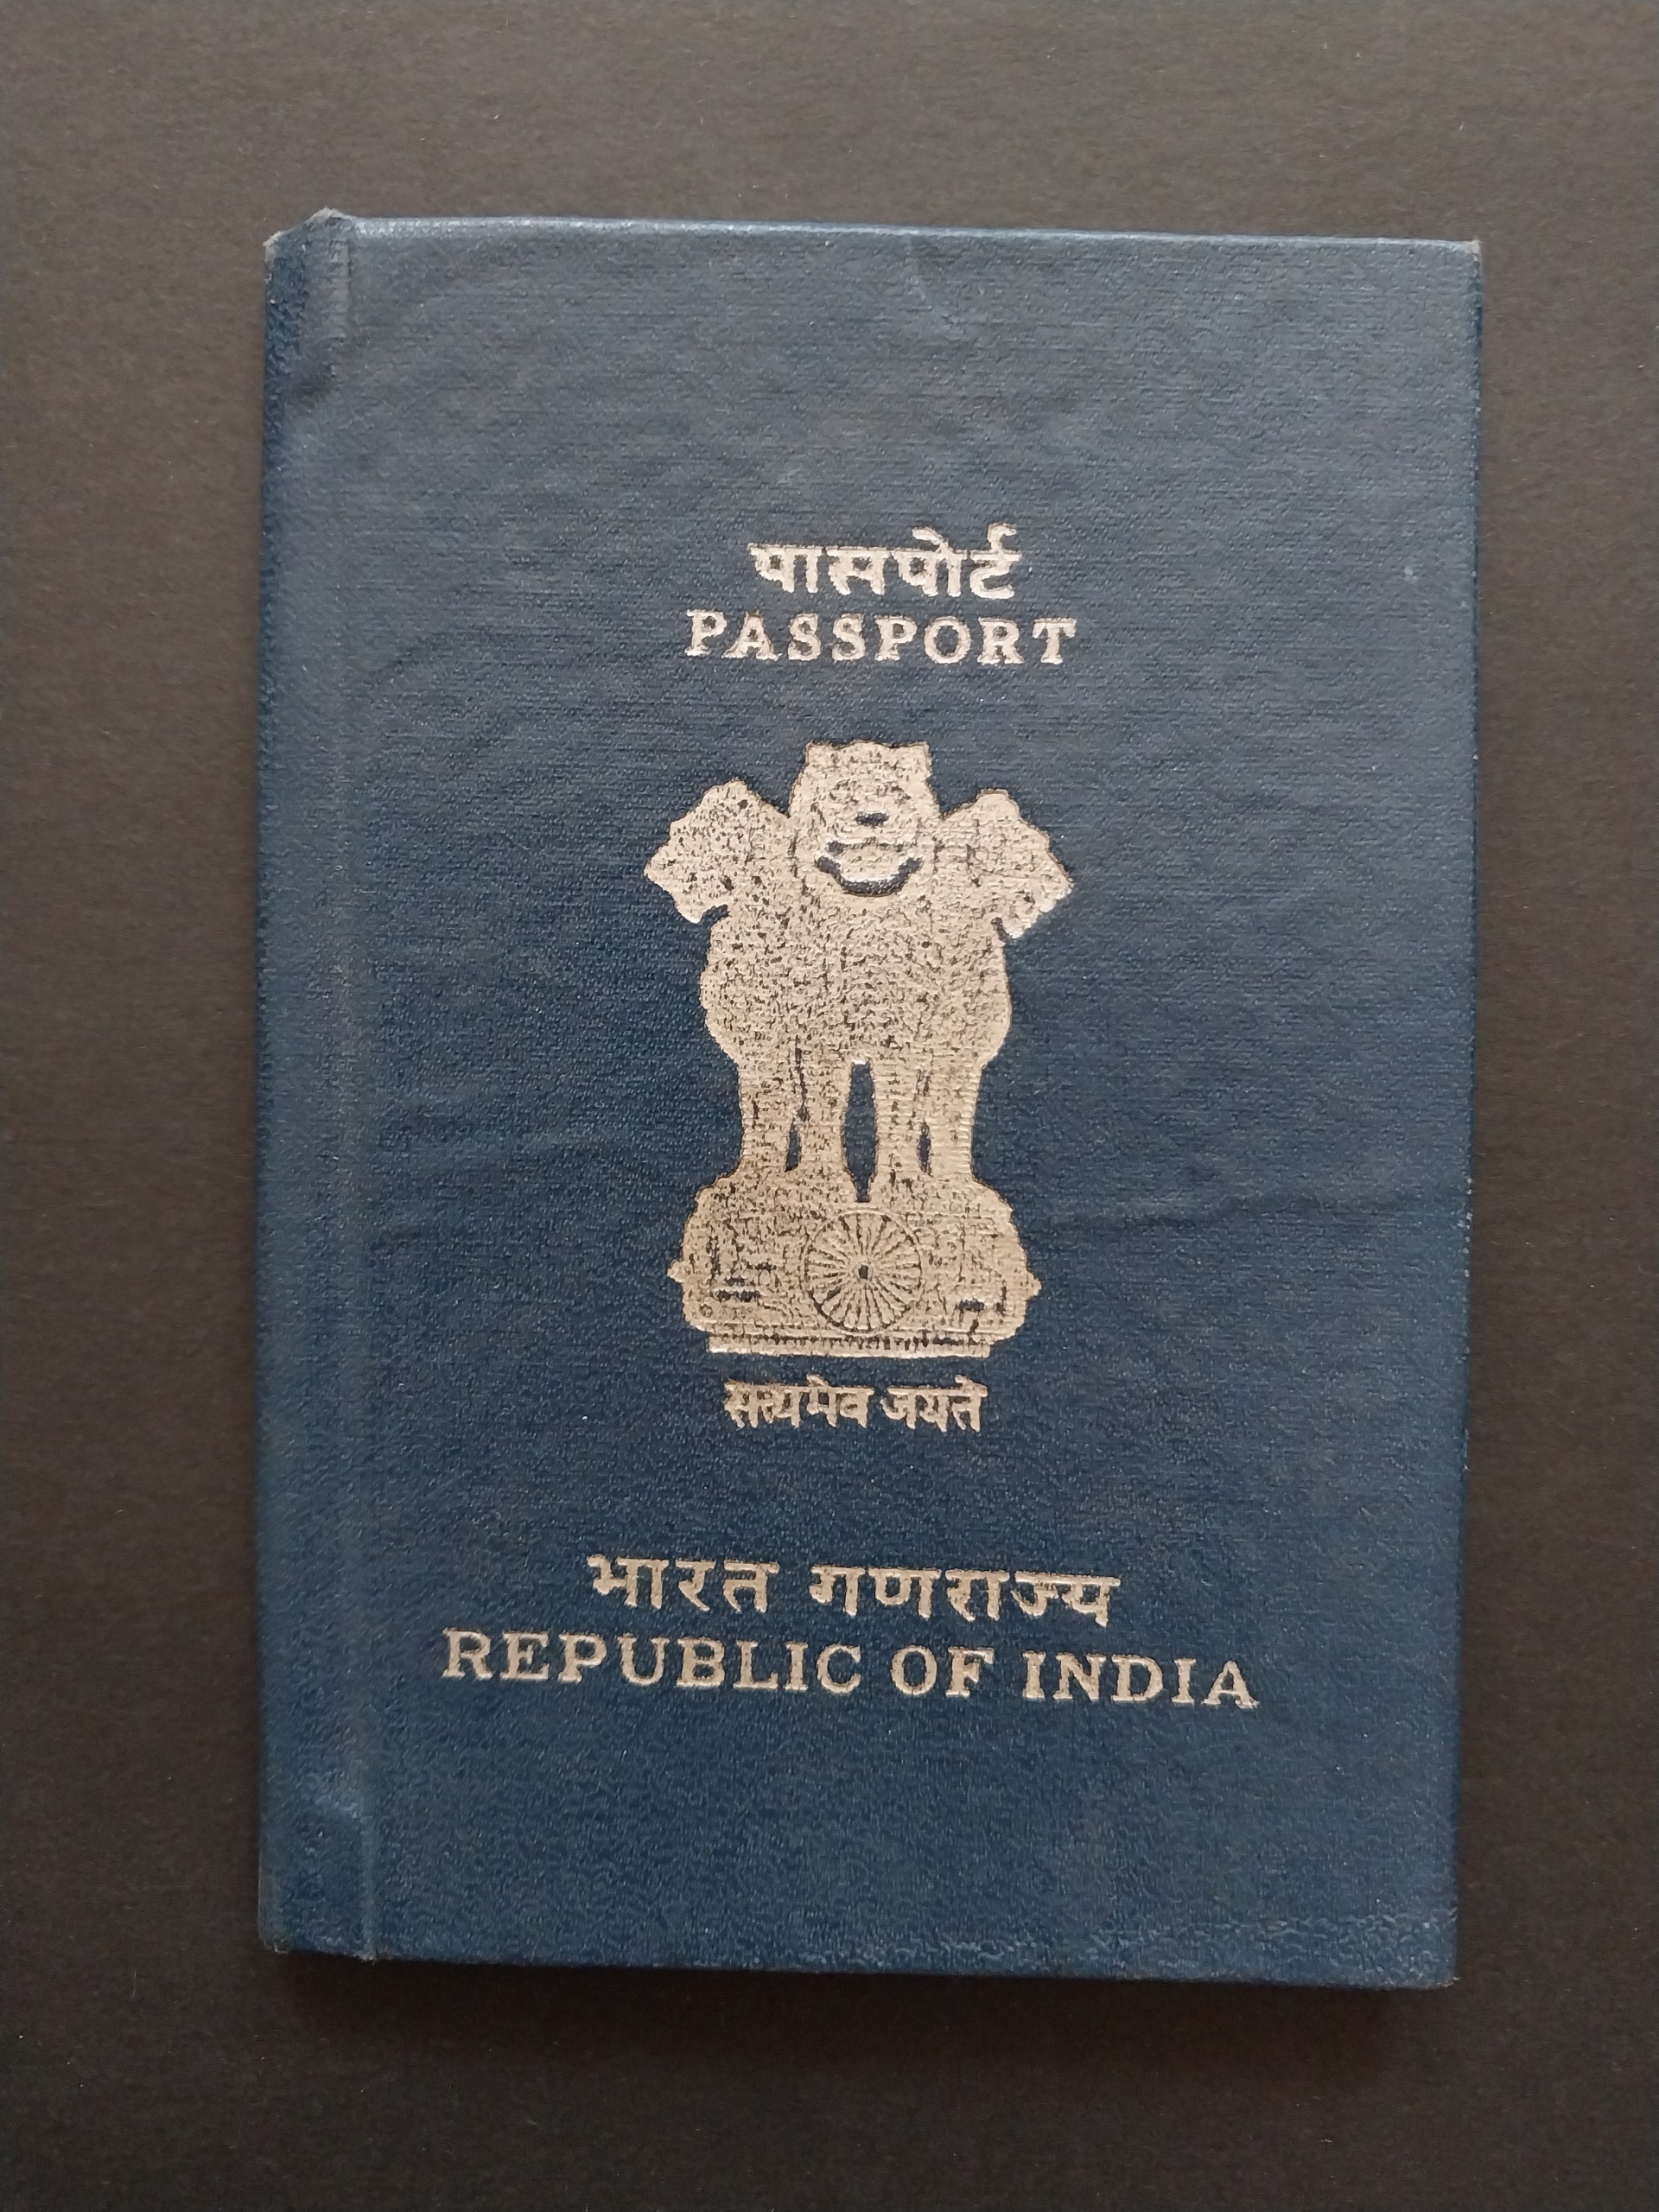 पासपोर्ट
PASSPORT
सत्यमेव जयते
भारत गणराज्य
REPUBLIC OF INDIA